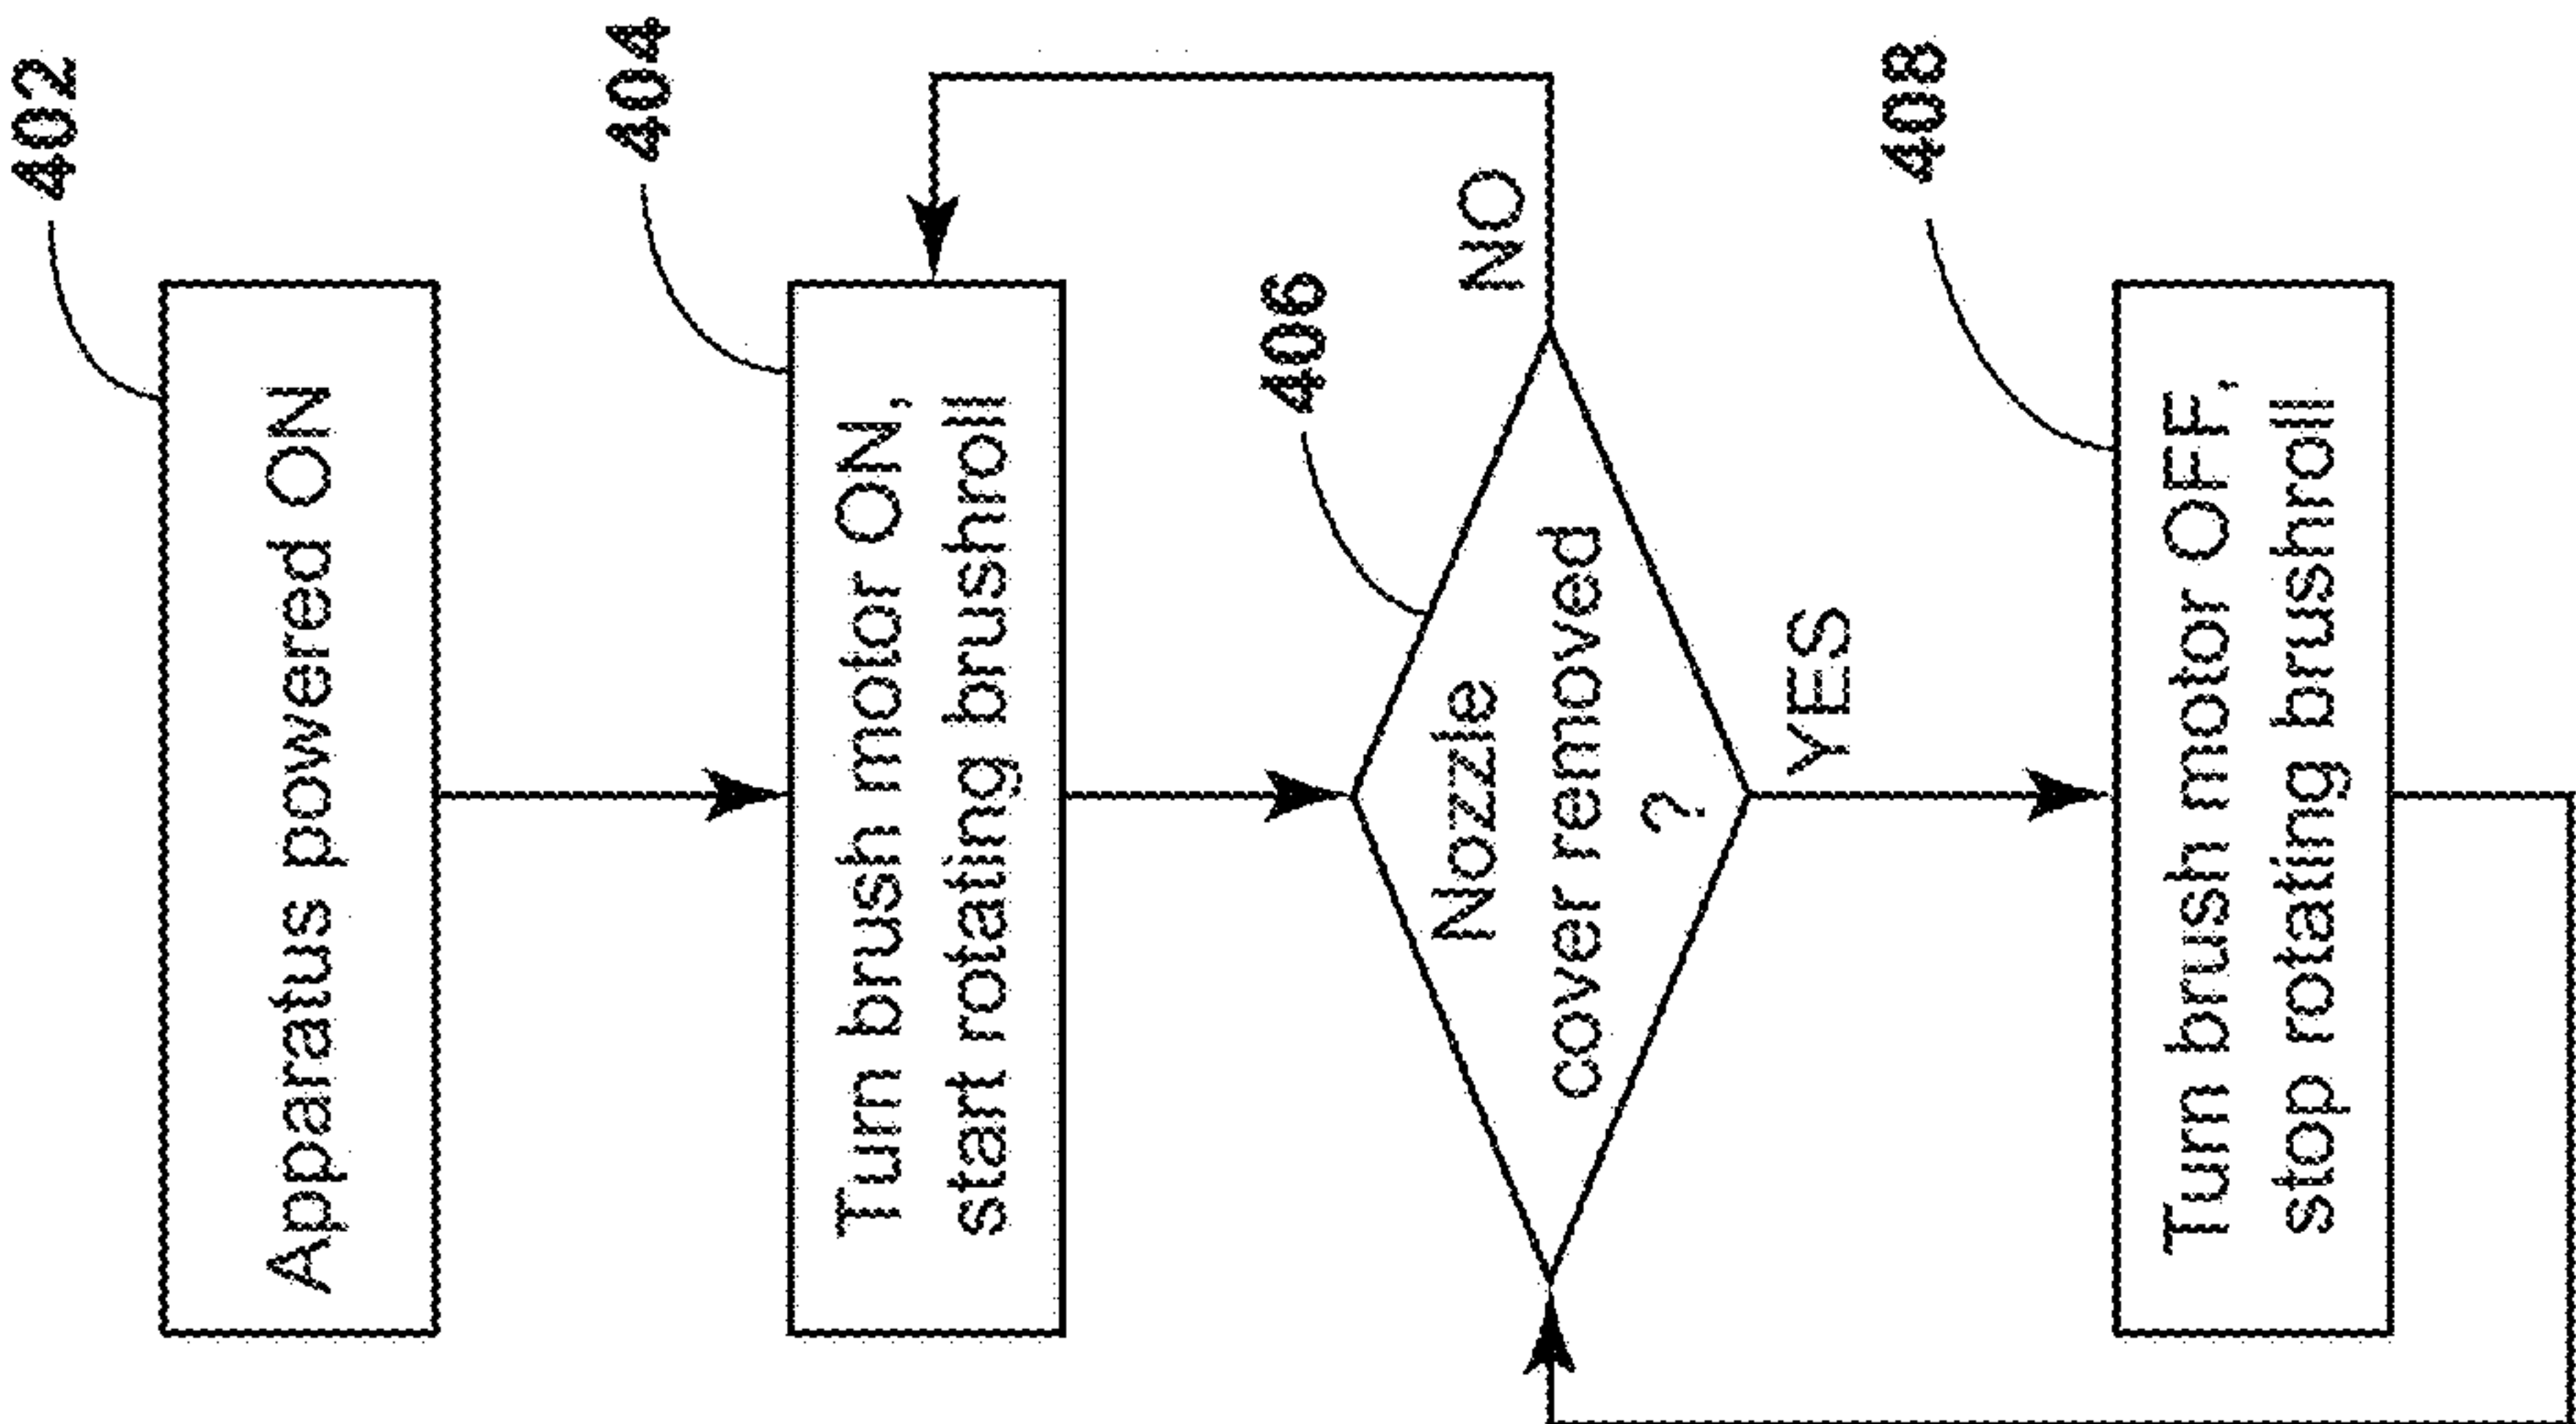 402
Apparatus powered ON
404
Turn brush motor ON,
start rotating brushroll
406
Nozzle
cover removed
?
NO
YES
408
Turn brush motor OFF,
stop rotating brushroll